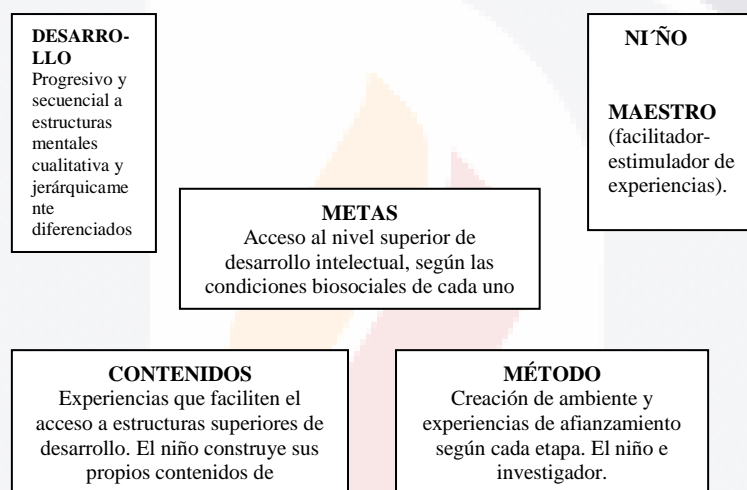 DESARRO-
LLO
Progresivo y
secuencial a
estructuras
mentales
cualitativa y
jerárquicame
nte
diferenciados
NI´ÑO
MAESTRO
(facilitador-
estimulador de
experiencias).
METAS
Acceso al nivel superior de
desarrollo intelectual, según las
condiciones biosociales de cada uno
CONTENIDOS
Experiencias que faciliten el
acceso a estructuras superiores de
desarrollo. El niño construye sus
propios contenidos de
MÉTODO
Creación de ambiente y
experiencias de afianzamiento
según cada etapa. El niño e
investigador.